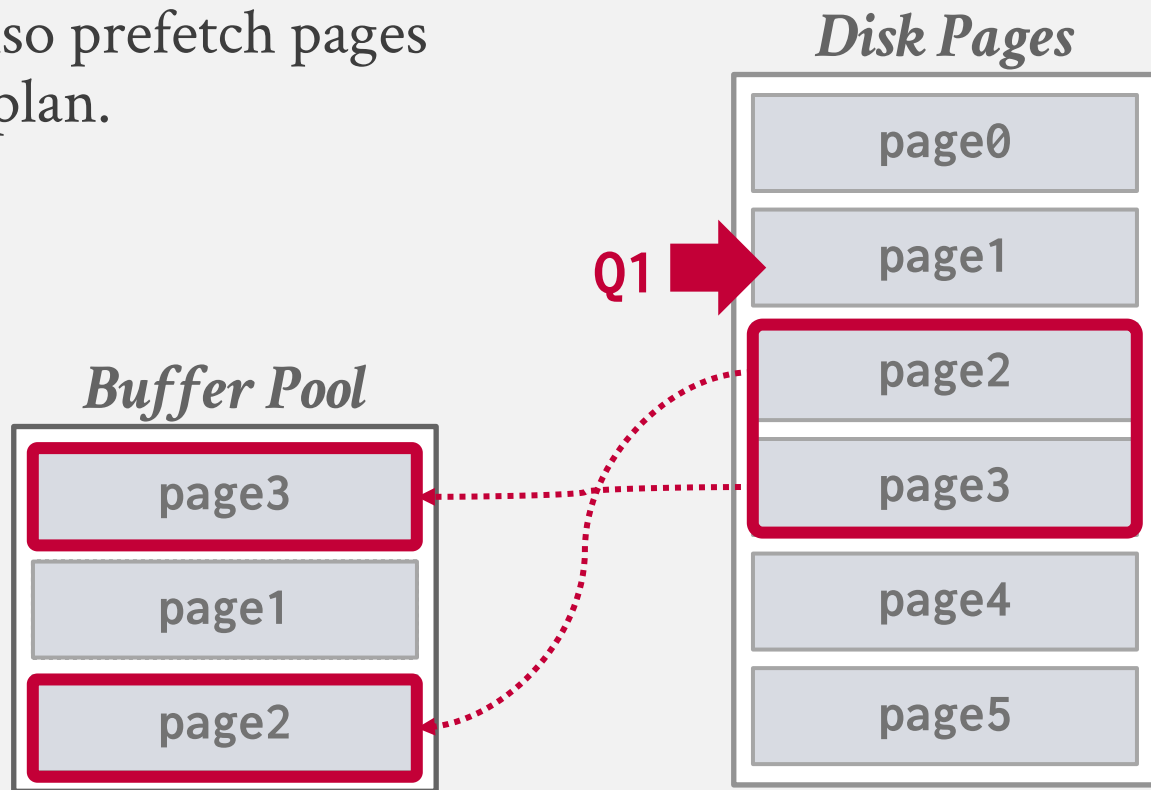 so prefetch pages
plan.
Disk Pages
page0
page1
Q1
page2
page3
page4
page5
Buffer Pool
page3
page1
page2